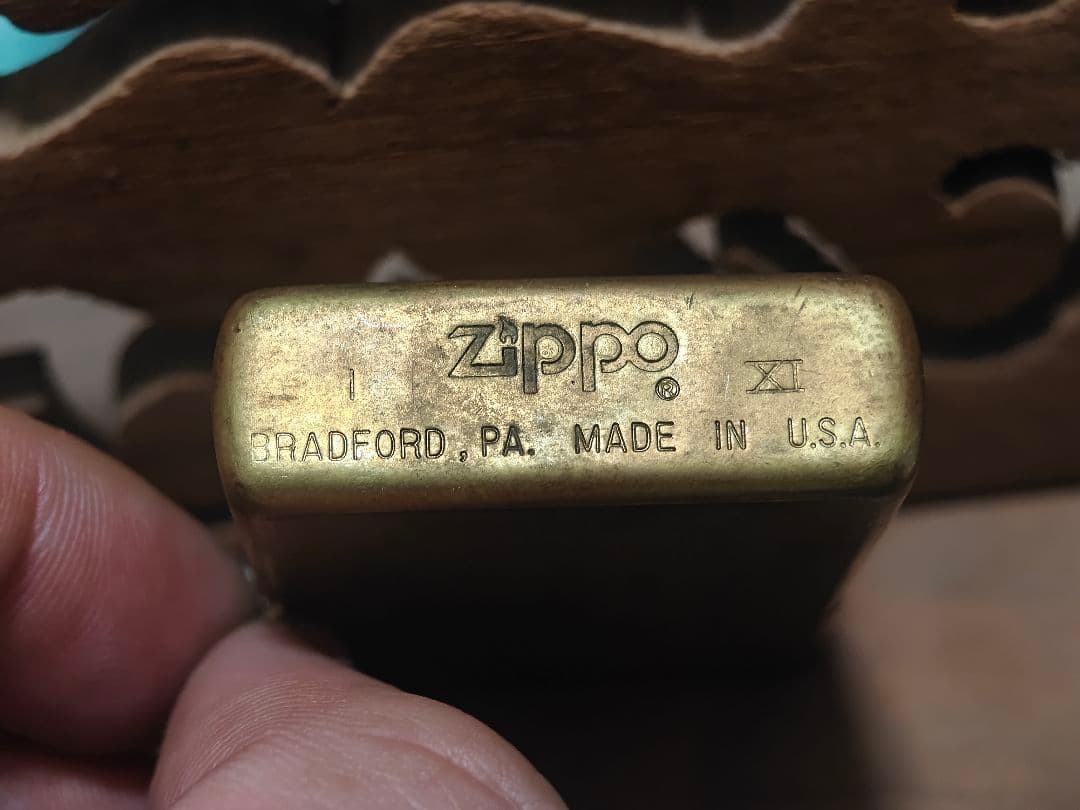 Zippo®
I XI
BRADFORD, PA. MADE IN U.S.A.